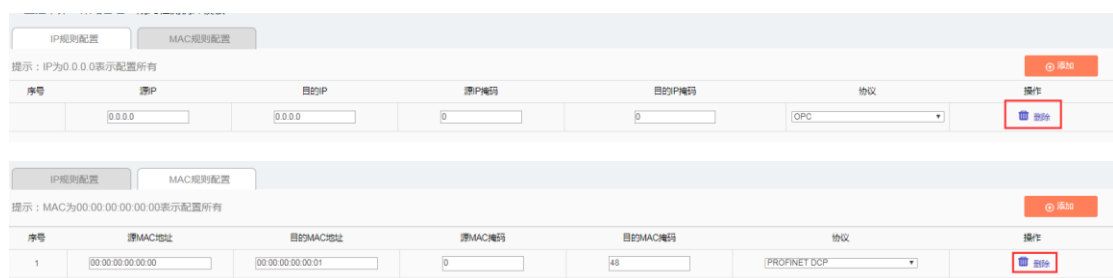 IP规则配置 MAC规则配置
提示：IP为0.0.0.0表示配置所有 添加
序号 源IP 目的IP 源IP掩码 目的IP掩码 协议 操作
0.0.0.0 0.0.0.0 0 0 OPC 删除
IP规则配置 MAC规则配置
提示：MAC为00:00:00:00:00:00表示配置所有 添加
序号 源MAC地址 目的MAC地址 源MAC掩码 目的MAC掩码 协议 操作
1 00:00:00:00:00:00 00:00:00:00:00:01 0 48 PROFINET DCP 删除